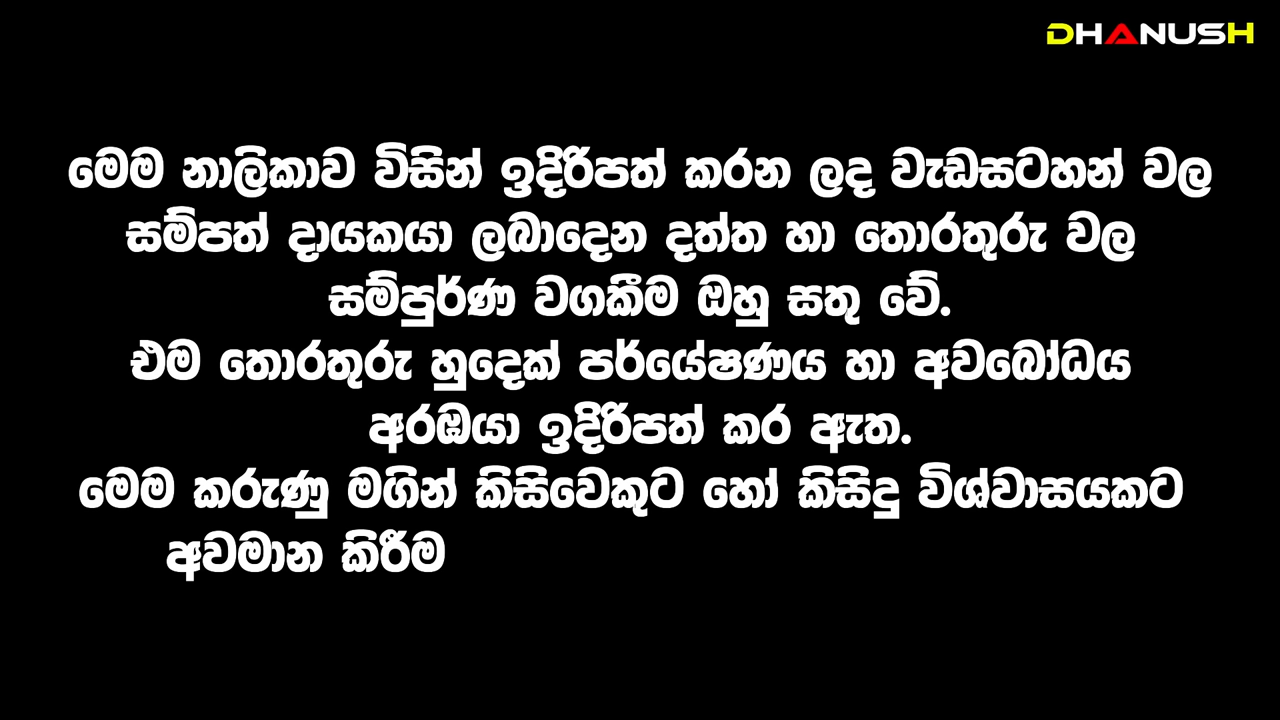 DHANUSH
මෙම නාලිකාව විසින් ඉදිරිපත් කරන ලද වැඩසටහන් වල
සම්පත් දායකයා ලබාදෙන දත්ත හා තොරතුරු වල
සම්පුර්ණ වගකීම ඔහු සතු වේ.
එම තොරතුරු හුදෙක් පර්යේෂණය හා අවබෝධය
අරඹයා ඉදිරිපත් කර ඇත.
මෙම කරුණු මගින් කිසිවෙකුට හෝ කිසිදු විශ්වාසයකට
අවමාන කිරීම